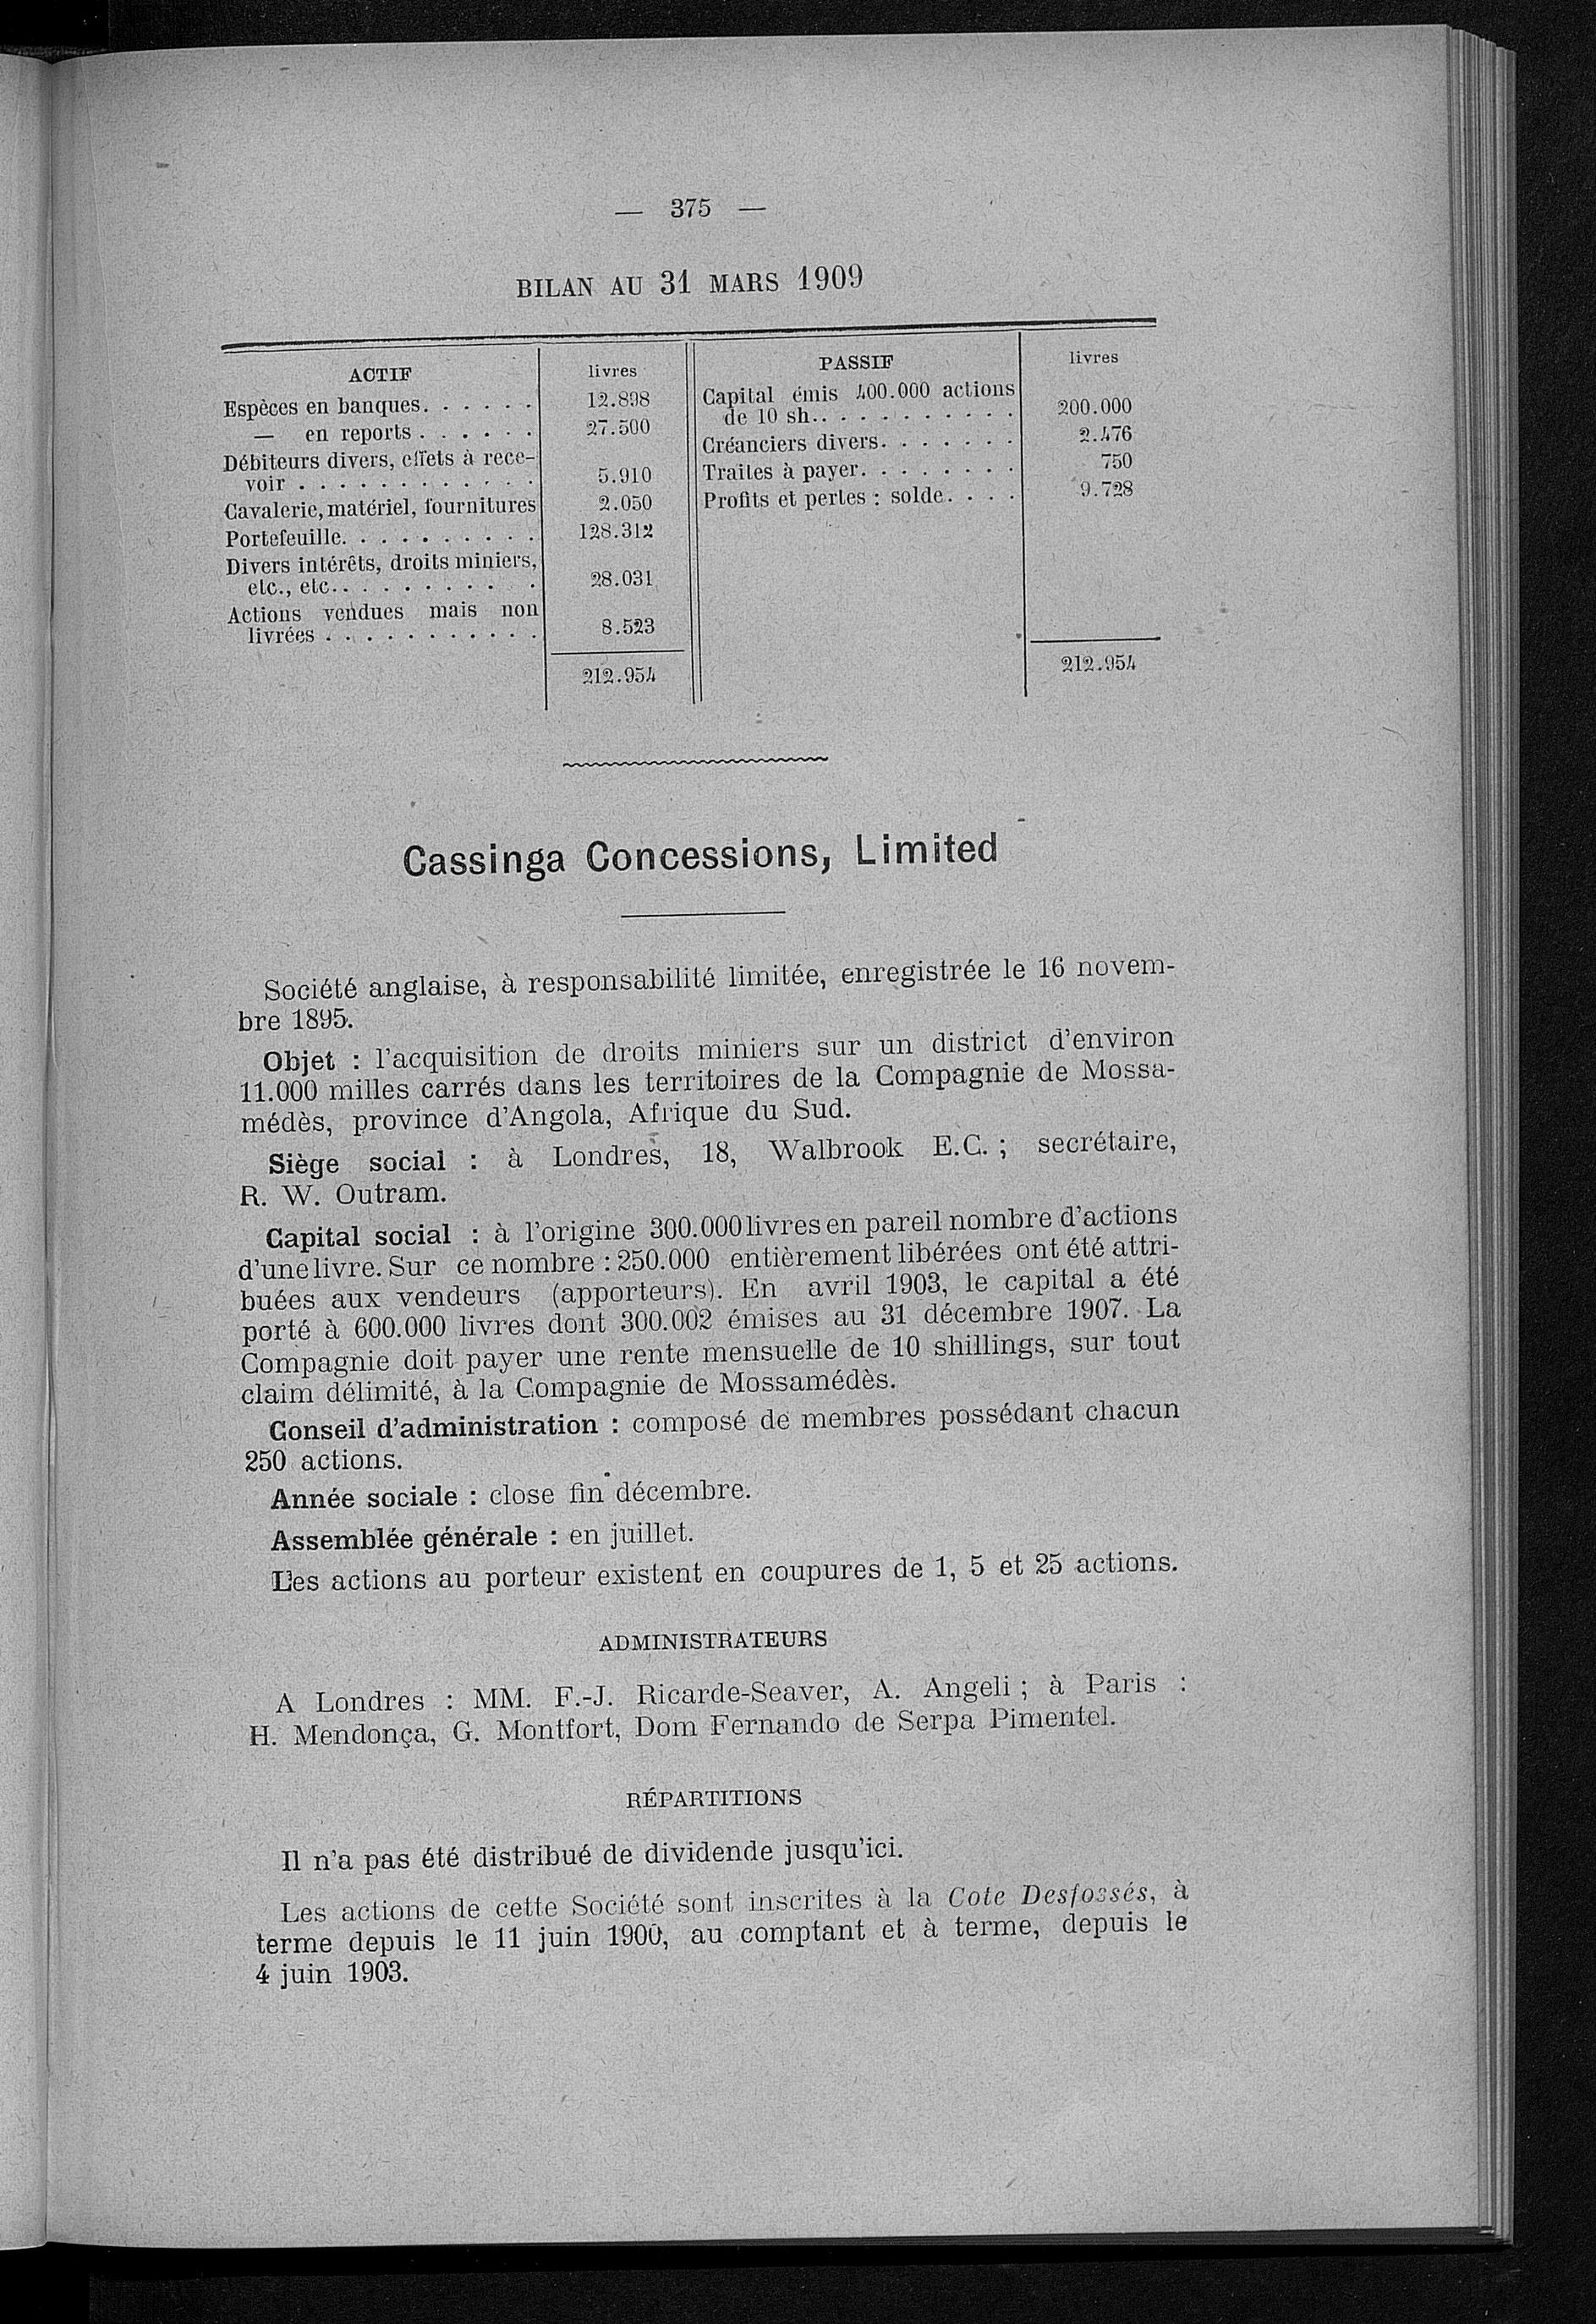 — 375 —
BILAN AU 31 MARS 1909
ACTIF livres
Espèces en banques. . . . . . 12.898
— en reports . . . . . . 27.500
Débiteurs divers, effets à rece-
voir . . . . . . . . . . . . 5.910
Cavalerie, matériel, fournitures 2.050
Portefeuille. . . . . . . . . . 128.312
Divers intérêts, droits miniers,
etc., etc. . . . . . . . . . 28.031
Actions vendues mais non
livrées . . . . . . . . . . . 8.523
212.954
PASSIF livres
Capital émis 400.000 actions
de 10 sh. . . . . . . . . . . 200.000
Créanciers divers. . . . . . . 2.476
Traites à payer. . . . . . . . 750
Profits et pertes : solde. . . . 9.728
212.954
Cassinga Concessions, Limited
Société anglaise, à responsabilité limitée, enregistrée le 16 novem-
bre 1895.
Objet : l'acquisition de droits miniers sur un district d'environ
11.000 milles carrés dans les territoires de la Compagnie de Mossa-
médès, province d'Angola, Afrique du Sud.
Siège social : à Londres, 18, Walbrook E.C. ; secrétaire,
R. W. Outram.
Capital social : à l'origine 300.000 livres en pareil nombre d'actions
d'une livre. Sur ce nombre : 250.000 entièrement libérées ont été attri-
buées aux vendeurs (apporteurs). En avril 1903, le capital a été
porté à 600.000 livres dont 300.002 émises au 31 décembre 1907. La
Compagnie doit payer une rente mensuelle de 10 shillings, sur tout
claim délimité, à la Compagnie de Mossamédès.
Conseil d'administration : composé de membres possédant chacun
250 actions.
Année sociale : close fin décembre.
Assemblée générale : en juillet.
Les actions au porteur existent en coupures de 1, 5 et 25 actions.
ADMINISTRATEURS
A Londres : MM. F.-J. Ricarde-Seaver, A. Angeli ; à Paris :
H. Mendonça, G. Montfort, Dom Fernando de Serpa Pimentel.
RÉPARTITIONS
Il n'a pas été distribué de dividende jusqu'ici.
Les actions de cette Société sont inscrites à la Cote Desfossés, à
terme depuis le 11 juin 1900, au comptant et à terme, depuis le
4 juin 1903.